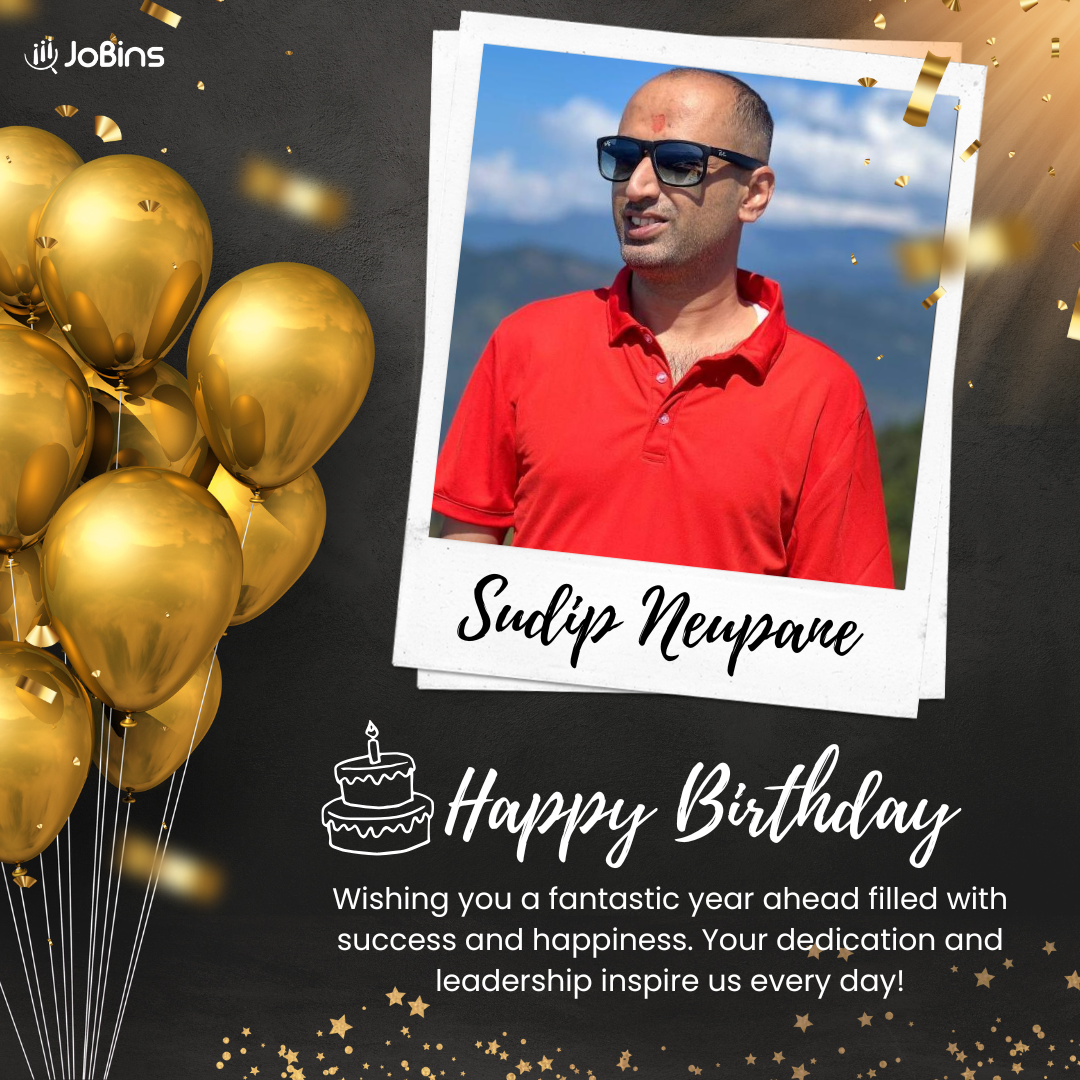 JoBins
Sudip Neupane
Happy Birthday
Wishing you a fantastic year ahead filled with
success and happiness. Your dedication and
leadership inspire us every day!